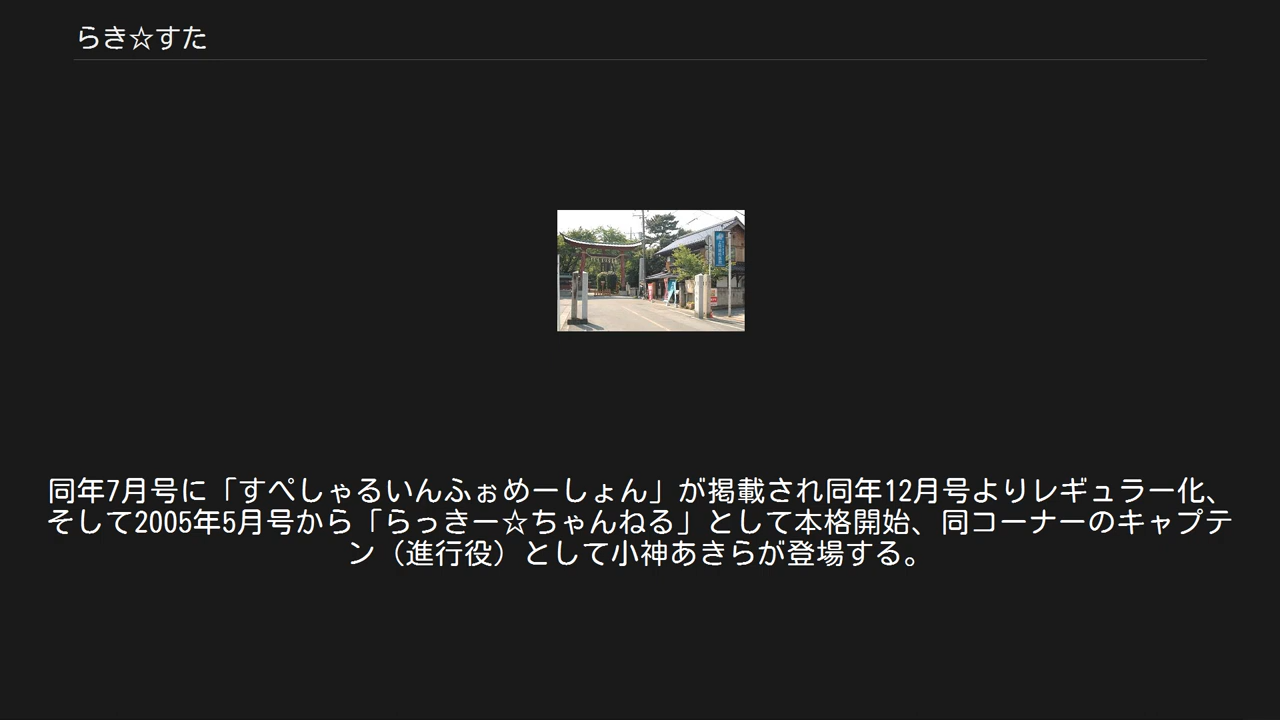 らき☆すた
同年7月号に「すぺしゃるいんふぉめーしょん」が掲載され同年12月号よりレギュラー化、
そして2005年5月号から「らっきー☆ちゃんねる」として本格開始、同コーナーのキャプテ
ン（進行役）として小神あきらが登場する。